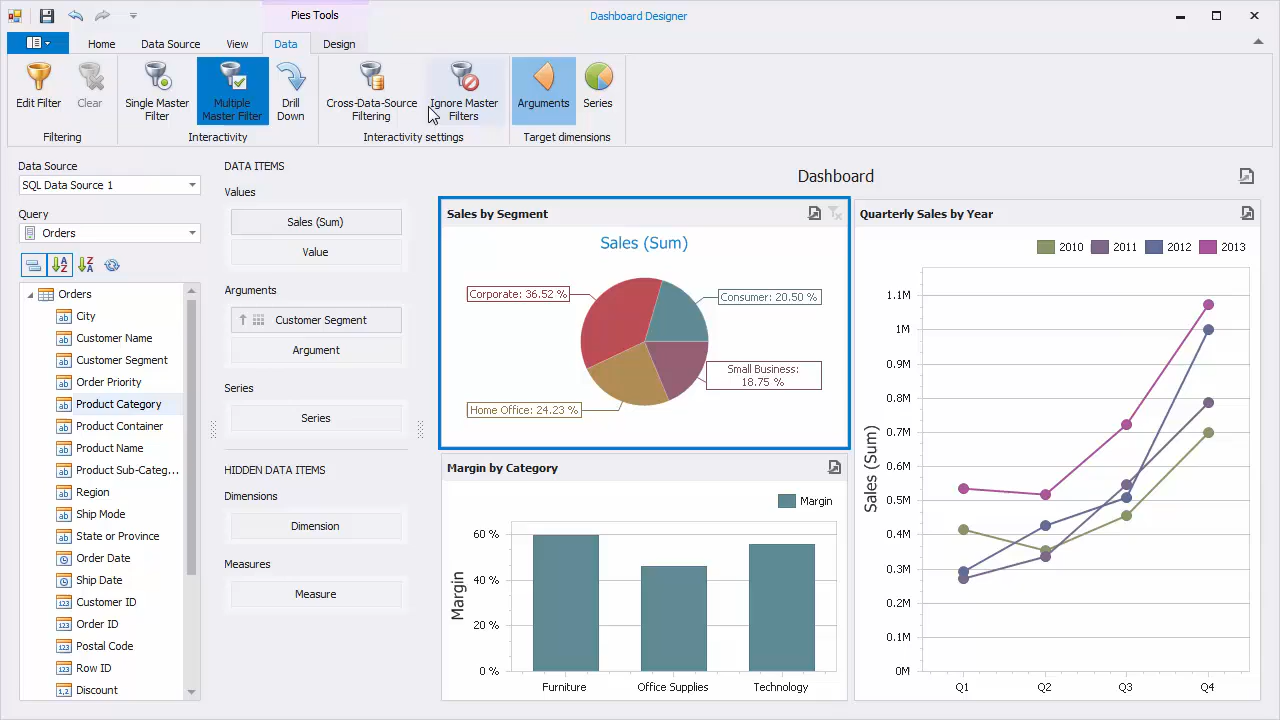 Pies Tools
Dashboard Designer
Home
Data Source
View
Data
Design
Edit Filter
Clear
Single Master
Filter
Multiple
Master Filter
Drill
Down
Cross-Data-Source
Filtering
Ignore Master
Filters
Arguments
Series
Filtering
Interactivity
Interactivity settings
Target dimensions
Data Source
SQL Data Source 1
Query
Orders
Orders
City
Customer Name
Customer Segment
Order Priority
Product Category
Product Container
Product Name
Product Sub-Categ...
Region
Ship Mode
State or Province
Order Date
Ship Date
Customer ID
Order ID
Postal Code
Row ID
Discount
DATA ITEMS
Values
Sales (Sum)
Value
Arguments
Customer Segment
Argument
Series
Series
HIDDEN DATA ITEMS
Dimensions
Dimension
Measures
Measure
Dashboard
Sales by Segment
Sales (Sum)
Corporate: 36.52 %
Consumer: 20.50 %
Small Business:
18.75 %
Home Office: 24.23 %
Margin by Category
Margin
Margin
60 %
40 %
20 %
0 %
Furniture
Office Supplies
Technology
Quarterly Sales by Year
2010
2011
2012
2013
Sales (Sum)
1.1M
1M
0.9M
0.8M
0.7M
0.6M
0.5M
0.4M
0.3M
0.2M
0.1M
0M
Q1
Q2
Q3
Q4